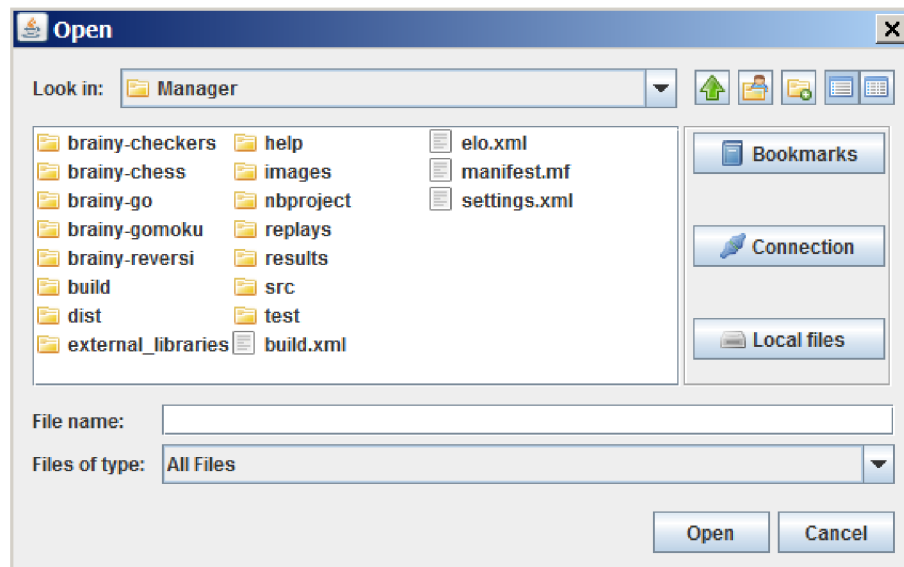 Open
Look in: Manager
brainy-checkers help elo.xml
brainy-chess images manifest.mf
brainy-go nbproject settings.xml
brainy-gomoku replays
brainy-reversi results
build src
dist test
external_libraries build.xml
Bookmarks
Connection
Local files
File name:
Files of type: All Files
Open Cancel